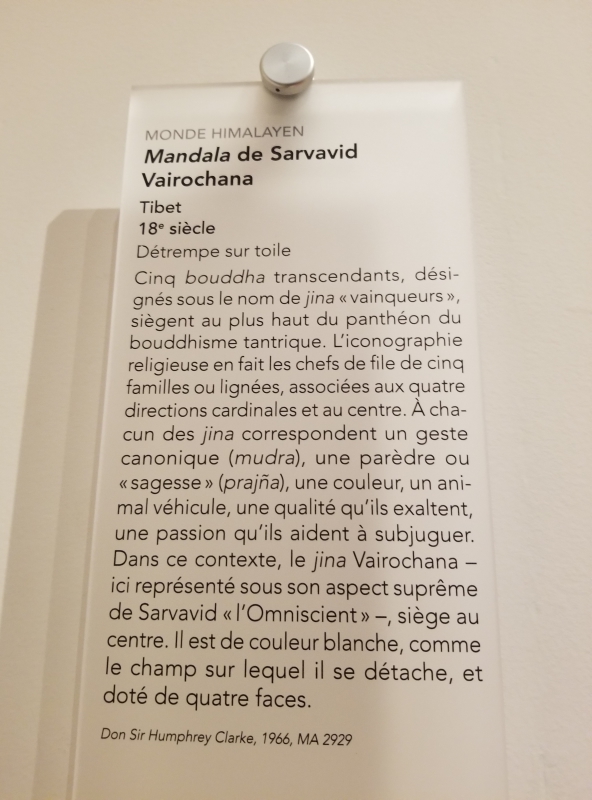 MONDE HIMALAYEN
Mandala de Sarvavid
Vairochana
Tibet
18e siècle
Détrempe sur toile
Cinq bouddha transcendants, dési-
gnés sous le nom de jina « vainqueurs »,
siègent au plus haut du panthéon du
bouddhisme tantrique. L'iconographie
religieuse en fait les chefs de file de cinq
familles ou lignées, associées aux quatre
directions cardinales et au centre. À cha-
cun des jina correspondent un geste
canonique (mudra), une parèdre ou
« sagesse » (prajña), une couleur, un ani-
mal véhicule, une qualité qu'ils exaltent,
une passion qu'ils aident à subjuguer.
Dans ce contexte, le jina Vairochana –
ici représenté sous son aspect suprême
de Sarvavid « l'Omniscient » –, siège au
centre. Il est de couleur blanche, comme
le champ sur lequel il se détache, et
doté de quatre faces.
Don Sir Humphrey Clarke, 1966, MA 2929